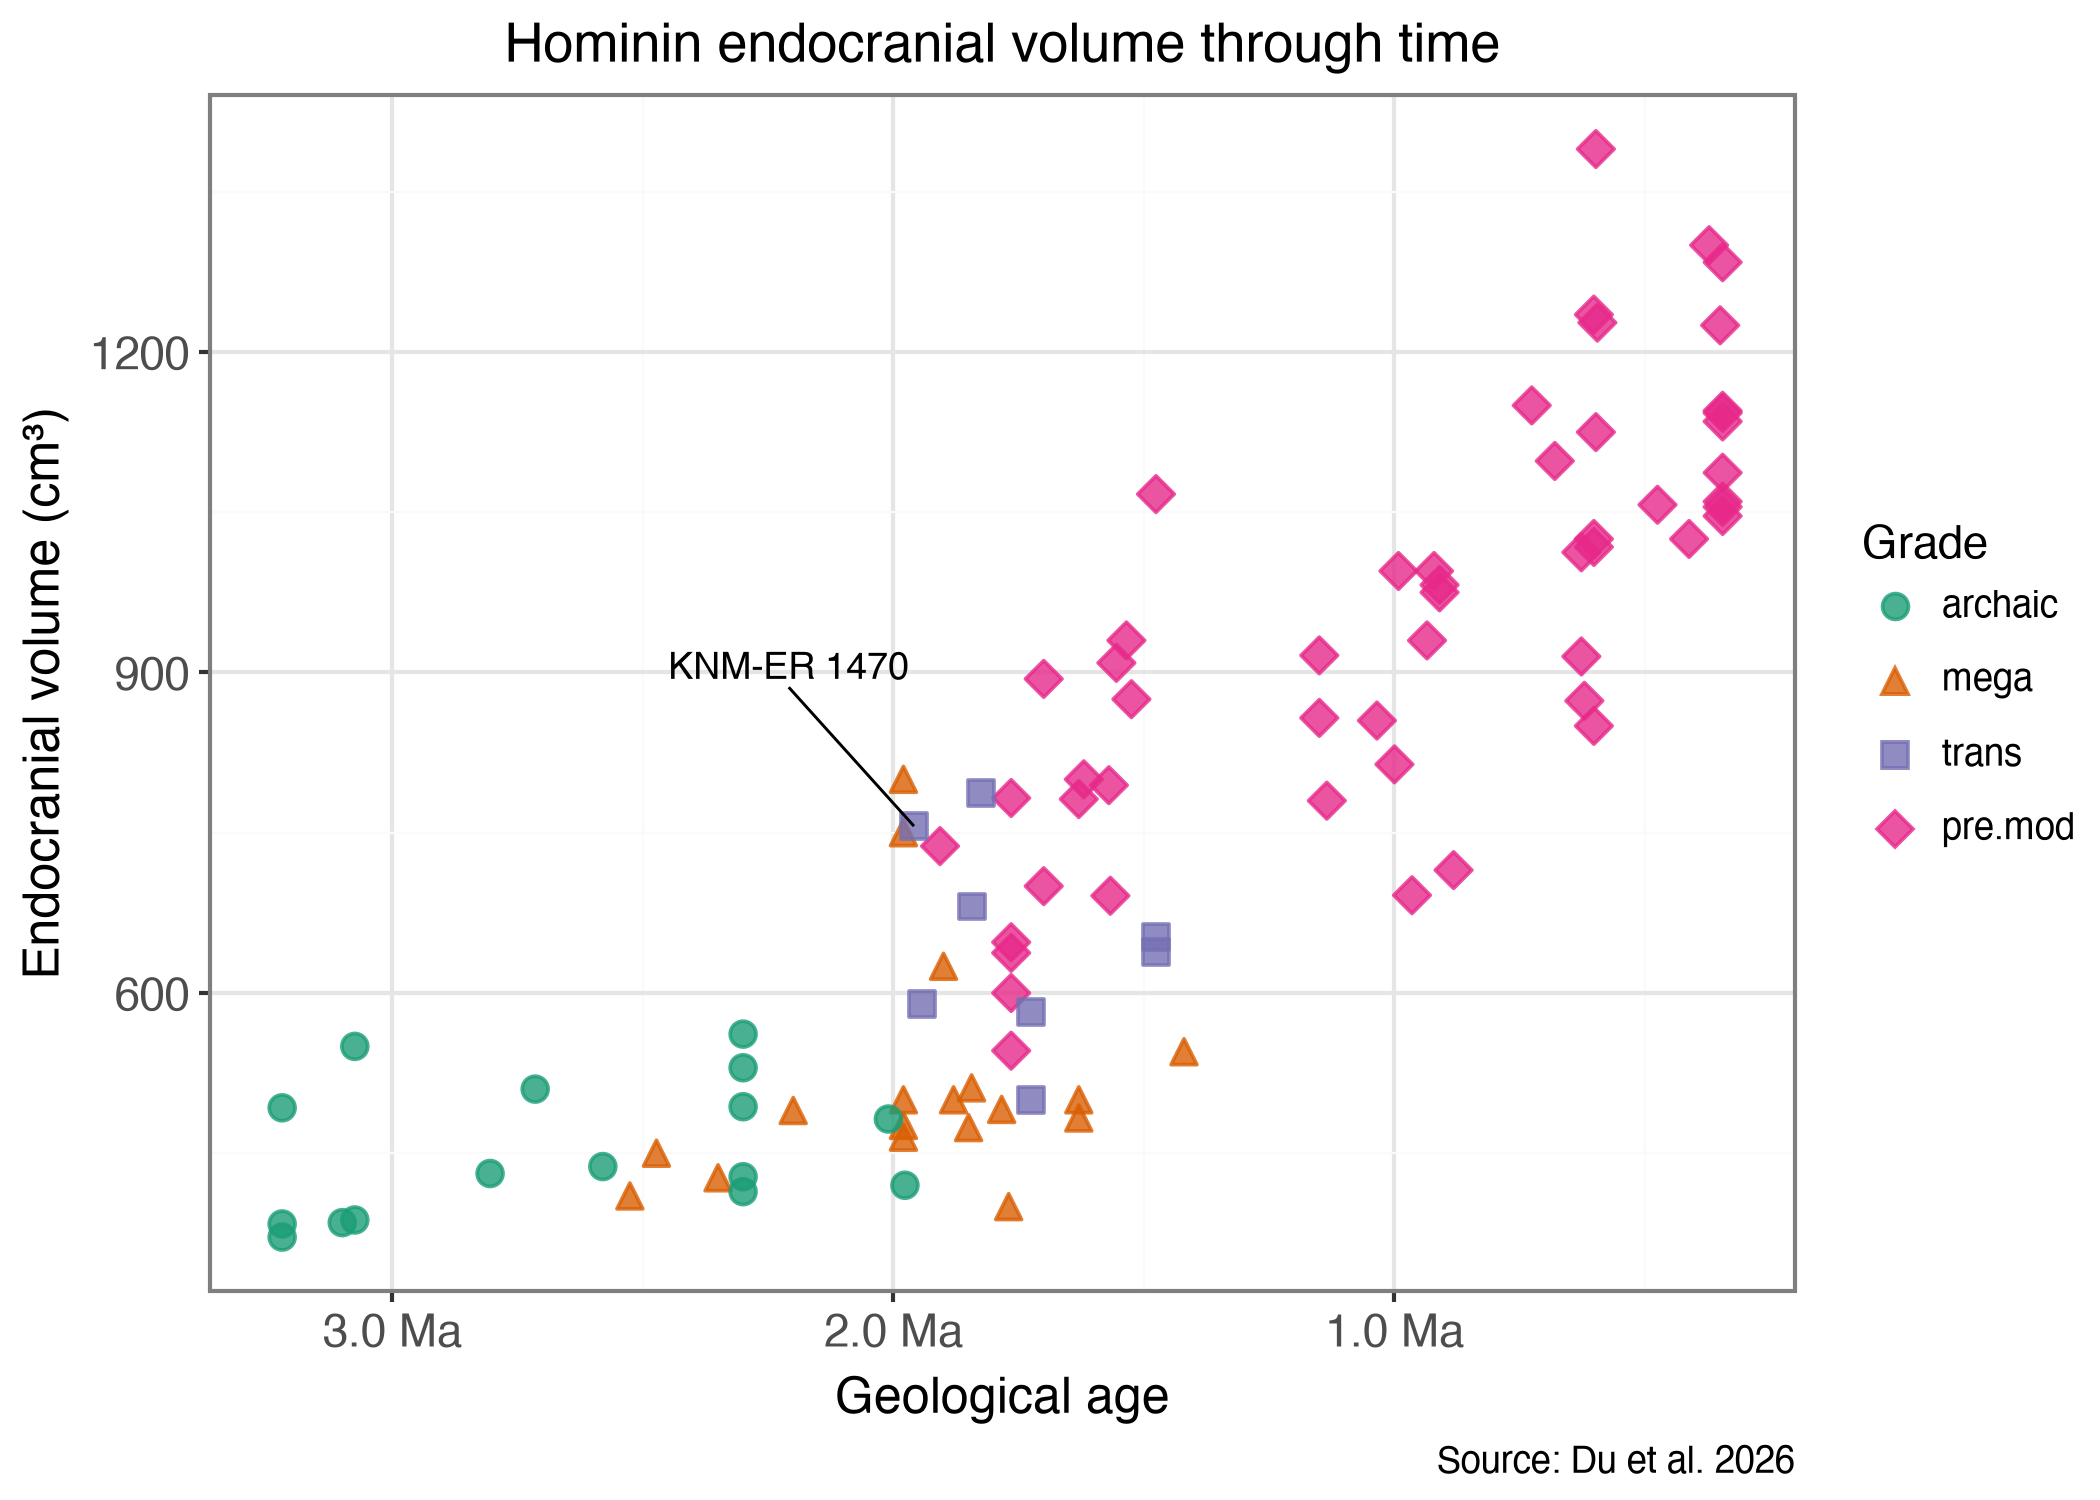 Hominin endocranial volume through time
Endocranial volume (cm³)
1200
900
600
KNM-ER 1470
3.0 Ma
2.0 Ma
1.0 Ma
Geological age
Grade
archaic
mega
trans
pre.mod
Source: Du et al. 2026